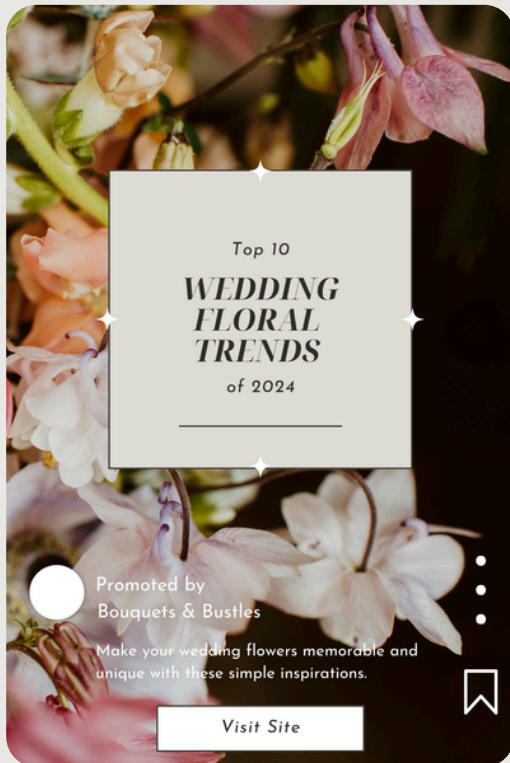 Top 10
WEDDING
FLORAL
TRENDS
of 2024
Promoted by
Bouquets & Bustles
Make your wedding flowers memorable and
unique with these simple inspirations.
Visit Site